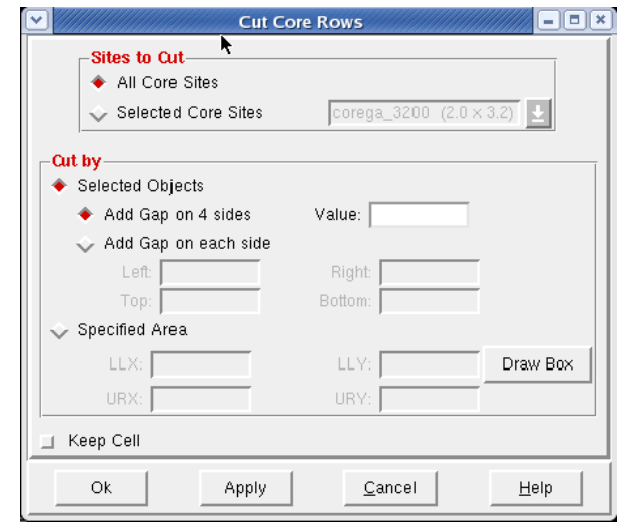 Cut Core Rows
Sites to Cut
All Core Sites
Selected Core Sites corega_3200 (2.0 x 3.2)
Cut by
Selected Objects
Add Gap on 4 sides Value:
Add Gap on each side
Left: Right:
Top: Bottom:
Specified Area
LLX: LLY: Draw Box
URX: URY:
Keep Cell
Ok Apply Cancel Help